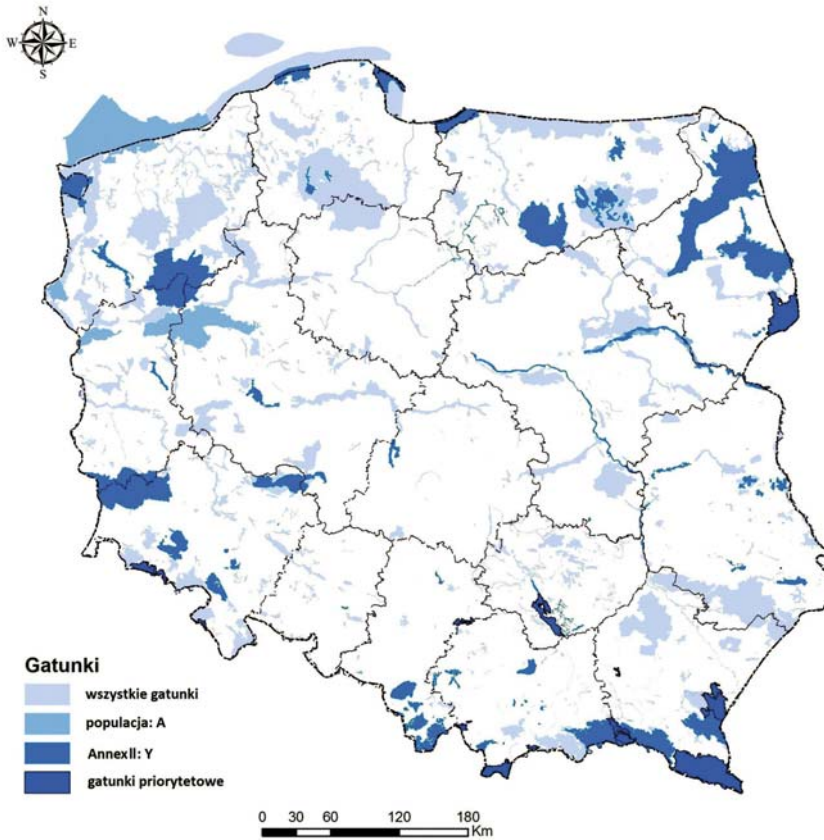 N
W E
S
Gatunki
wszystkie gatunki
populacja: A
AnnexII: Y
gatunki priorytetowe
0 30 60 120 180
Km